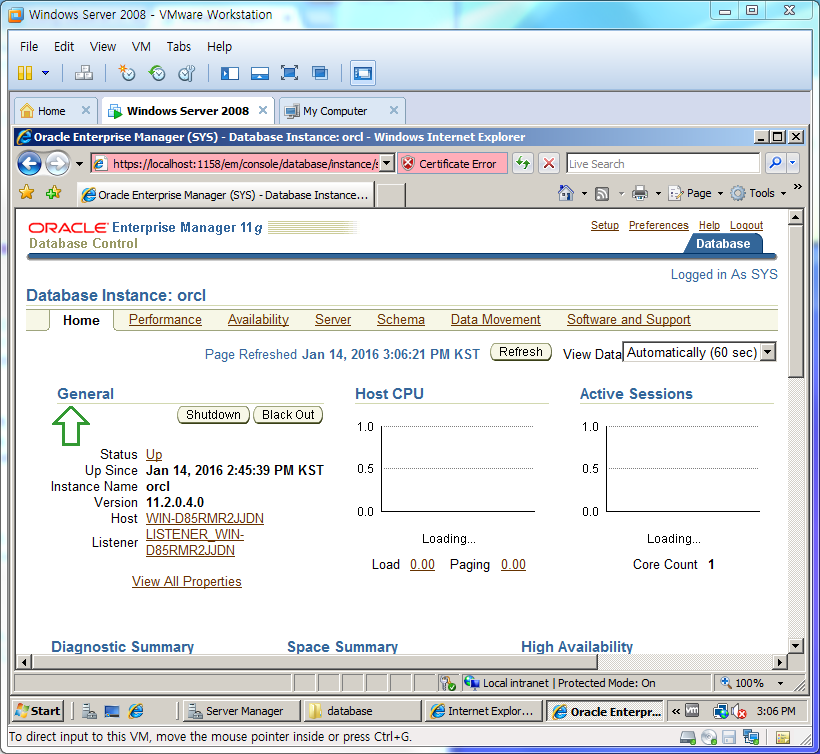 Windows Server 2008 - VMware Workstation
File Edit View VM Tabs Help
Home Windows Server 2008 My Computer
Oracle Enterprise Manager (SYS) - Database Instance: orcl - Windows Internet Explorer
https://localhost:1158/em/console/database/instance/s Certificate Error Live Search
Oracle Enterprise Manager (SYS) - Database Instance... Page Tools
ORACLE Enterprise Manager 11g Setup Preferences Help Logout
Database Control Database
Logged in As SYS
Database Instance: orcl
Home Performance Availability Server Schema Data Movement Software and Support
Page Refreshed Jan 14, 2016 3:06:21 PM KST Refresh View Data Automatically (60 sec)
General
Shutdown Black Out
Status Up
Up Since Jan 14, 2016 2:45:39 PM KST
Instance Name orcl
Version 11.2.0.4.0
Host WIN-D85RMR2JJDN
Listener LISTENER_WIN-
D85RMR2JJDN
View All Properties
Host CPU
1.0
0.5
0.0
Loading...
Load 0.00 Paging 0.00
Active Sessions
1.0
0.5
0.0
Loading...
Core Count 1
Diagnostic Summary Space Summary High Availability
Local intranet | Protected Mode: On 100%
Start Server Manager database Internet Explor... Oracle Enterpr... 3:06 PM
To direct input to this VM, move the mouse pointer inside or press Ctrl+G.